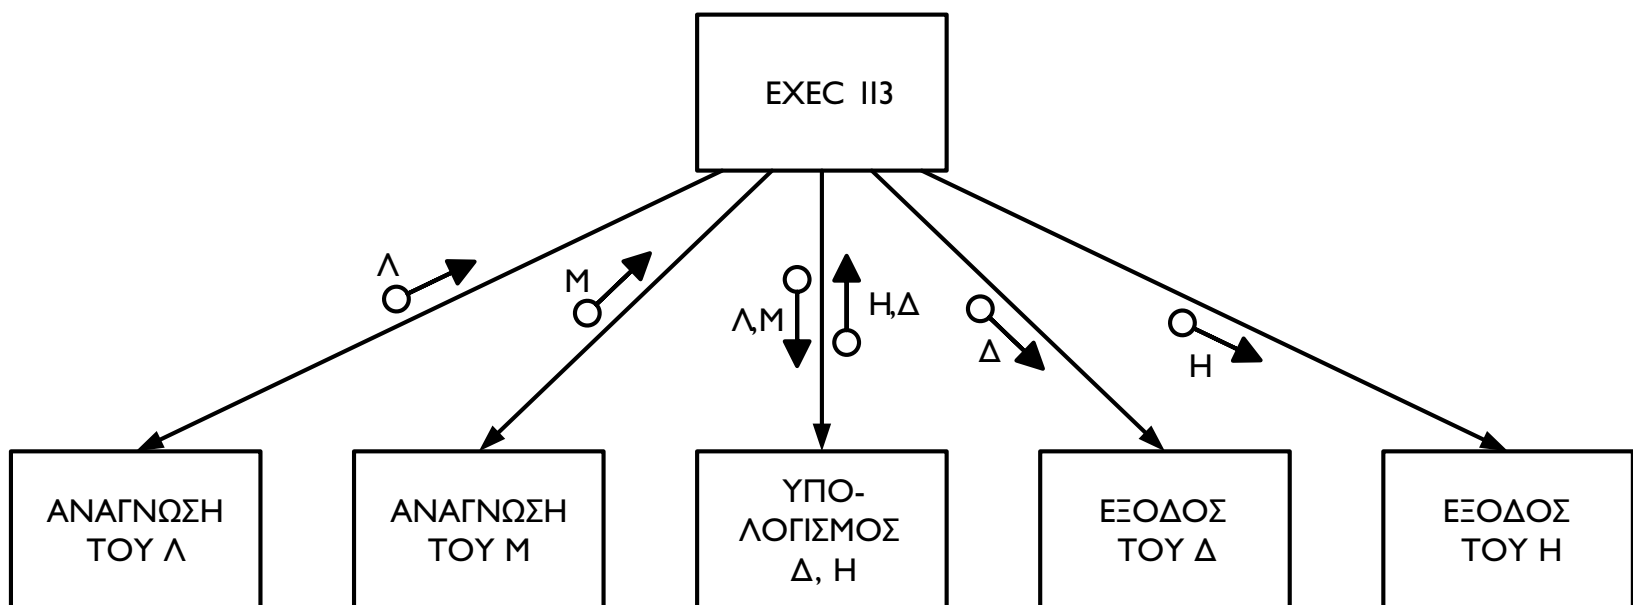 EXEC 113
Λ
Μ
Λ,Μ
Η,Δ
Δ
Η
ΑΝΑΓΝΩΣΗ
ΤΟΥ Λ
ΑΝΑΓΝΩΣΗ
ΤΟΥ Μ
ΥΠΟ-
ΛΟΓΙΣΜΟΣ
Δ, Η
ΕΞΟΔΟΣ
ΤΟΥ Δ
ΕΞΟΔΟΣ
ΤΟΥ Η